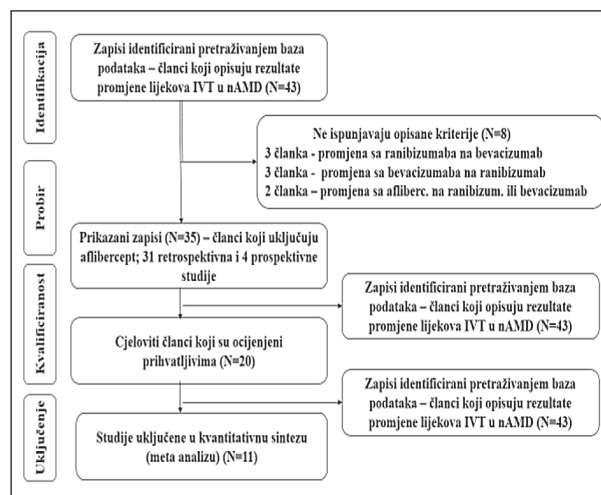 Identifikacija
Zapisi identificirani pretraživanjem baza
podataka – članci koji opisuju rezultate
promjene lijekova IVT u nAMD (N=43)
Ne ispunjavaju opisane kriterije (N=8)
3 članka - promjena sa ranibizumaba na bevacizumab
3 članka -  promjena sa bevacizumaba na ranibizumab
2 članka – promjena sa afliberc. na ranibizum. ili bevacizumab
Probir
Prikazani zapisi (N=35) – članci koji uključuju
aflibercept; 31 retrospektivna i 4 prospektivne
studije
Zapisi identificirani pretraživanjem baza
podataka – članci koji opisuju rezultate
promjene lijekova IVT u nAMD (N=43)
Kvalificiranost
Cjeloviti članci koji su ocijenjeni
prihvatljivima (N=20)
Zapisi identificirani pretraživanjem baza
podataka – članci koji opisuju rezultate
promjene lijekova IVT u nAMD (N=43)
Uključenje
Studije uključene u kvantitativnu sintezu
(meta analizu) (N=11)